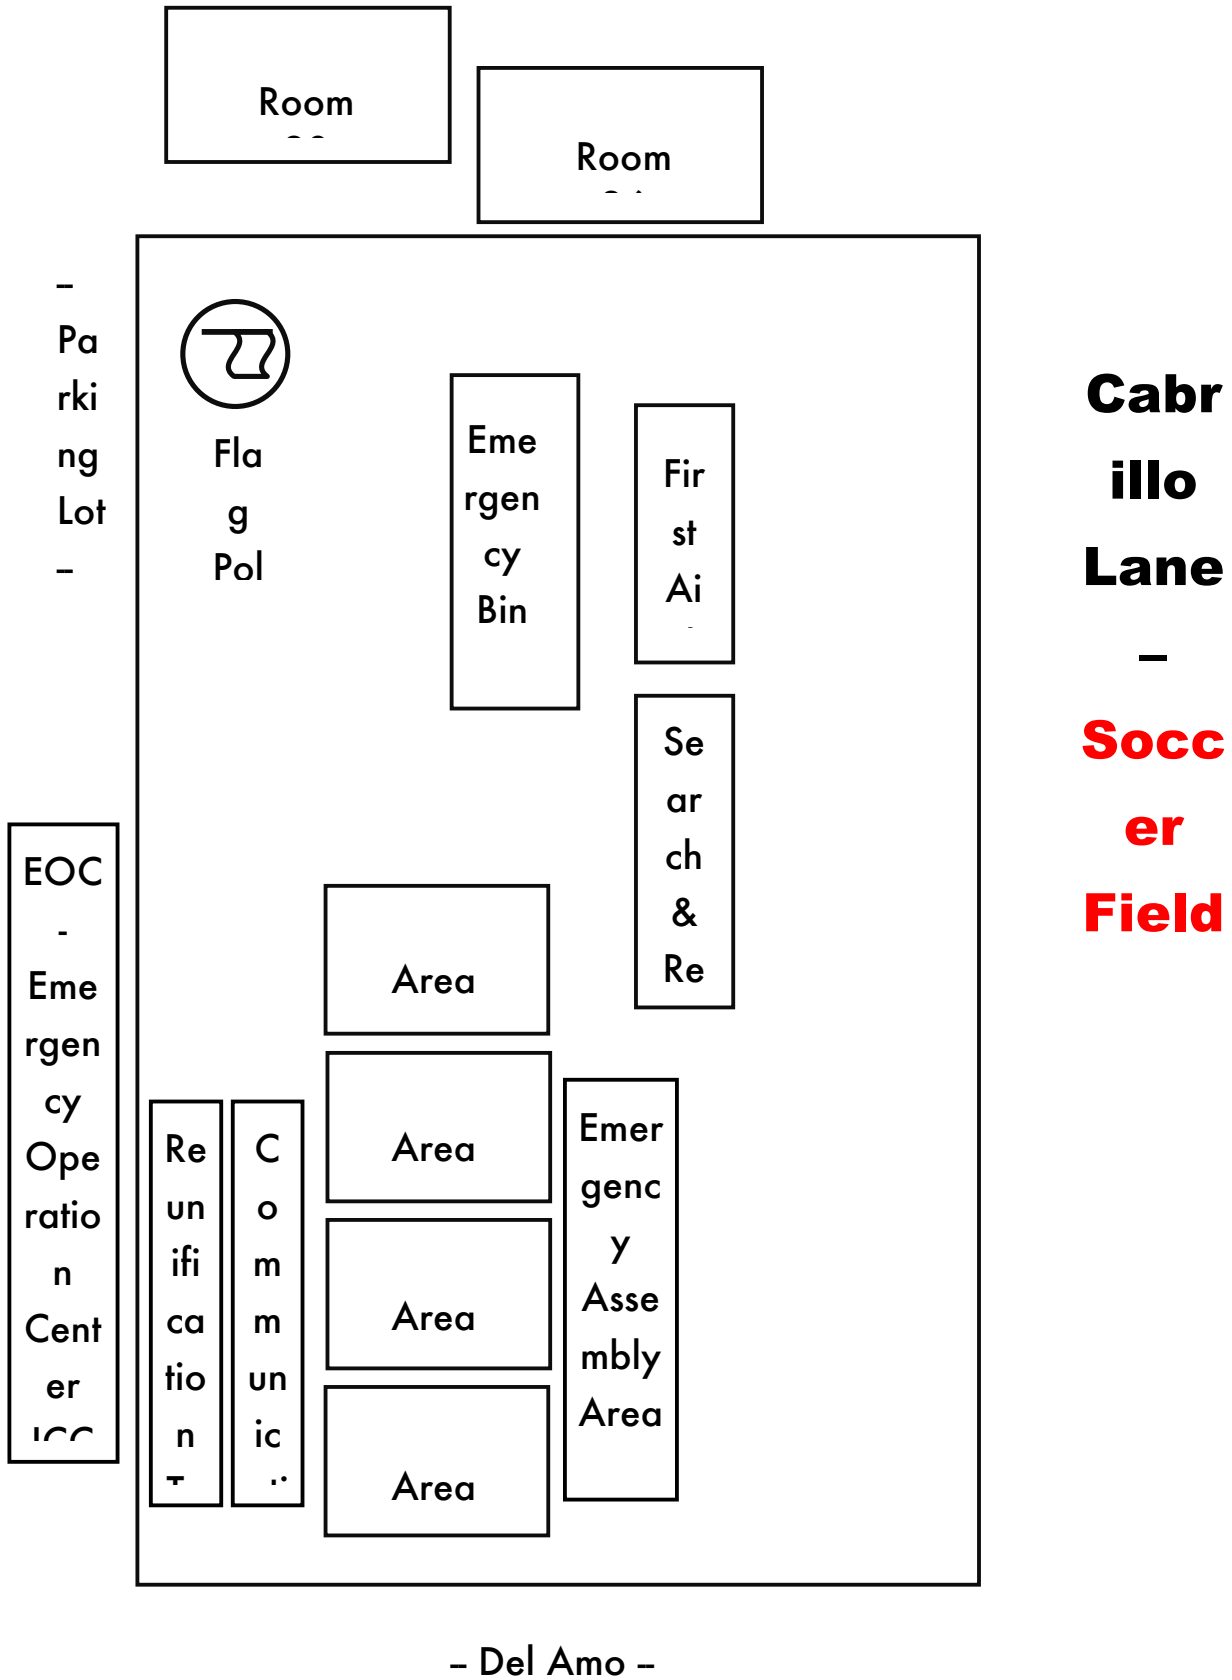 Room
Room
–
Pa
rki
ng
Lot
–
Fla
g
Pol
Eme
rgen
cy
Bin
Fir
st
Ai
Se
ar
ch
&
Re
Cabr
illo
Lane
–
Socc
er
Field
EOC
-
Eme
rgen
cy
Ope
ratio
n
Cent
er
Re
un
ifi
ca
tio
n
C
o
m
m
un
ic
Area
Area
Area
Area
Emer
genc
y
Asse
mbly
Area
– Del Amo –